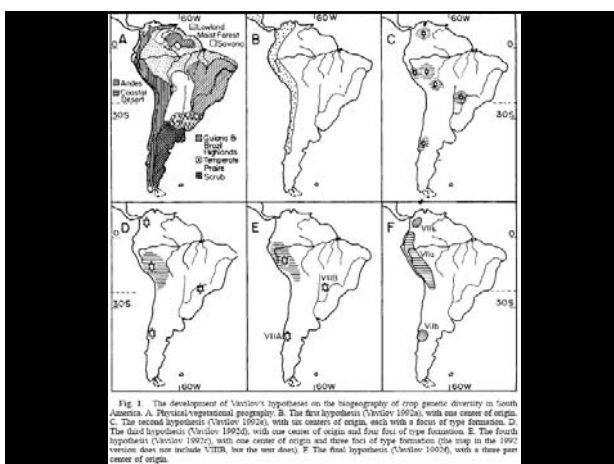 60W
Lowland
Moist Forest
Savana
A
B
C
0
Andes
Coastal
Desert
30S
Guiana &
Brazil
Highlands
Temperate
Praire
Scrub
D
E
F
VIIc
VIIa
VIIIB
VIIIA
VIIb
0
30S
60W
60W
60W
Fig. 1. The development of Vavilov's hypotheses on the biogeography of crop genetic diversity in South
America. A. Physical/vegetational geography. B. The first hypothesis (Vavilov 1992a), with one center of origin.
C. The second hypothesis (Vavilov 1992e), with six centers of origin, each with a focus of type formation. D.
The third hypothesis (Vavilov 1992d), with one center of origin and four foci of type formation. E. The fourth
hypothesis (Vavilov 1992c), with one center of origin and three foci of type formation (the map in the 1992
version does not include VIIIB, but the text does). F. The final hypothesis (Vavilov 1992f), with a three part
center of origin.